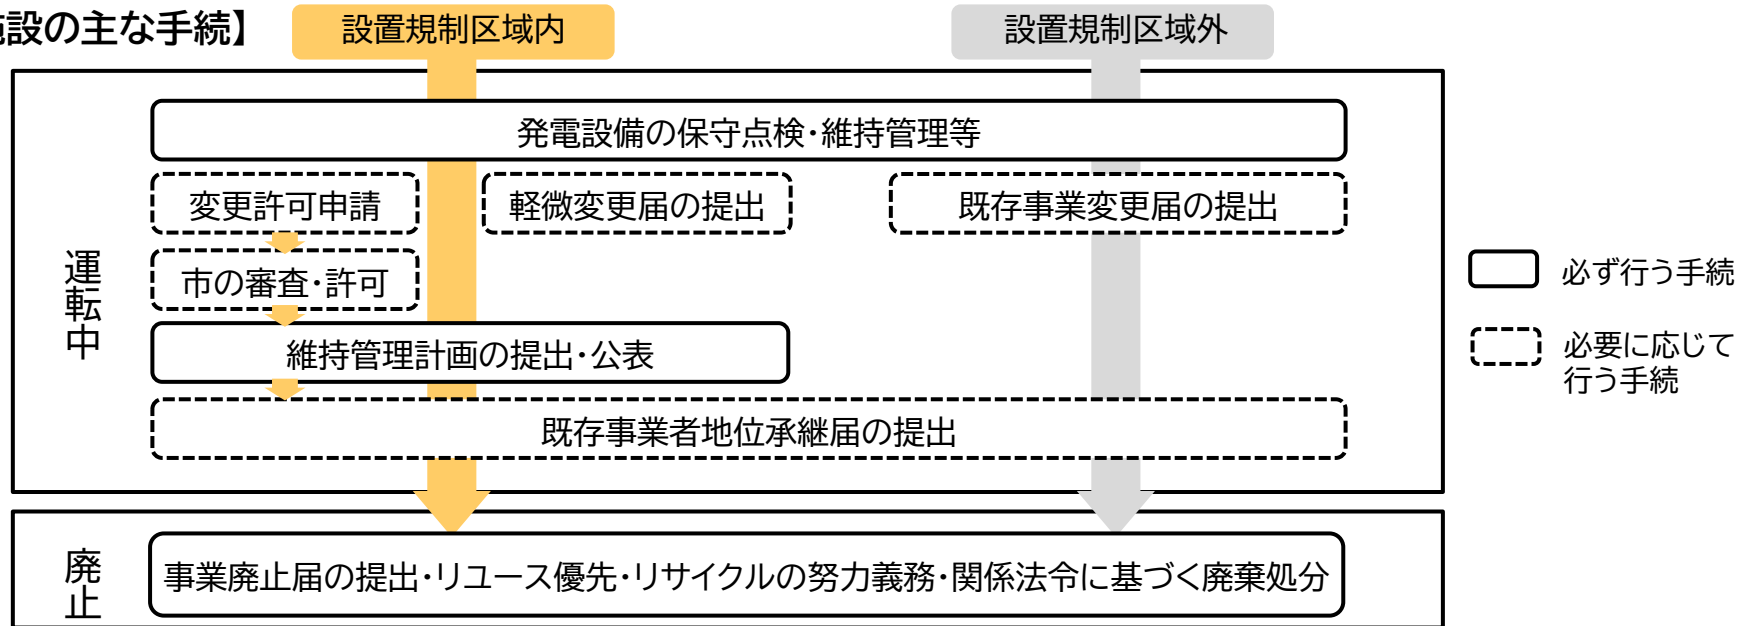 施設の主な手続】
設置規制区域内
設置規制区域外
運転中
発電設備の保守点検・維持管理等
変更許可申請
軽微変更届の提出
既存事業変更届の提出
市の審査・許可
維持管理計画の提出・公表
既存事業者地位承継届の提出
必ず行う手続
必要に応じて
行う手続
廃止
事業廃止届の提出・リユース優先・リサイクルの努力義務・関係法令に基づく廃棄処分